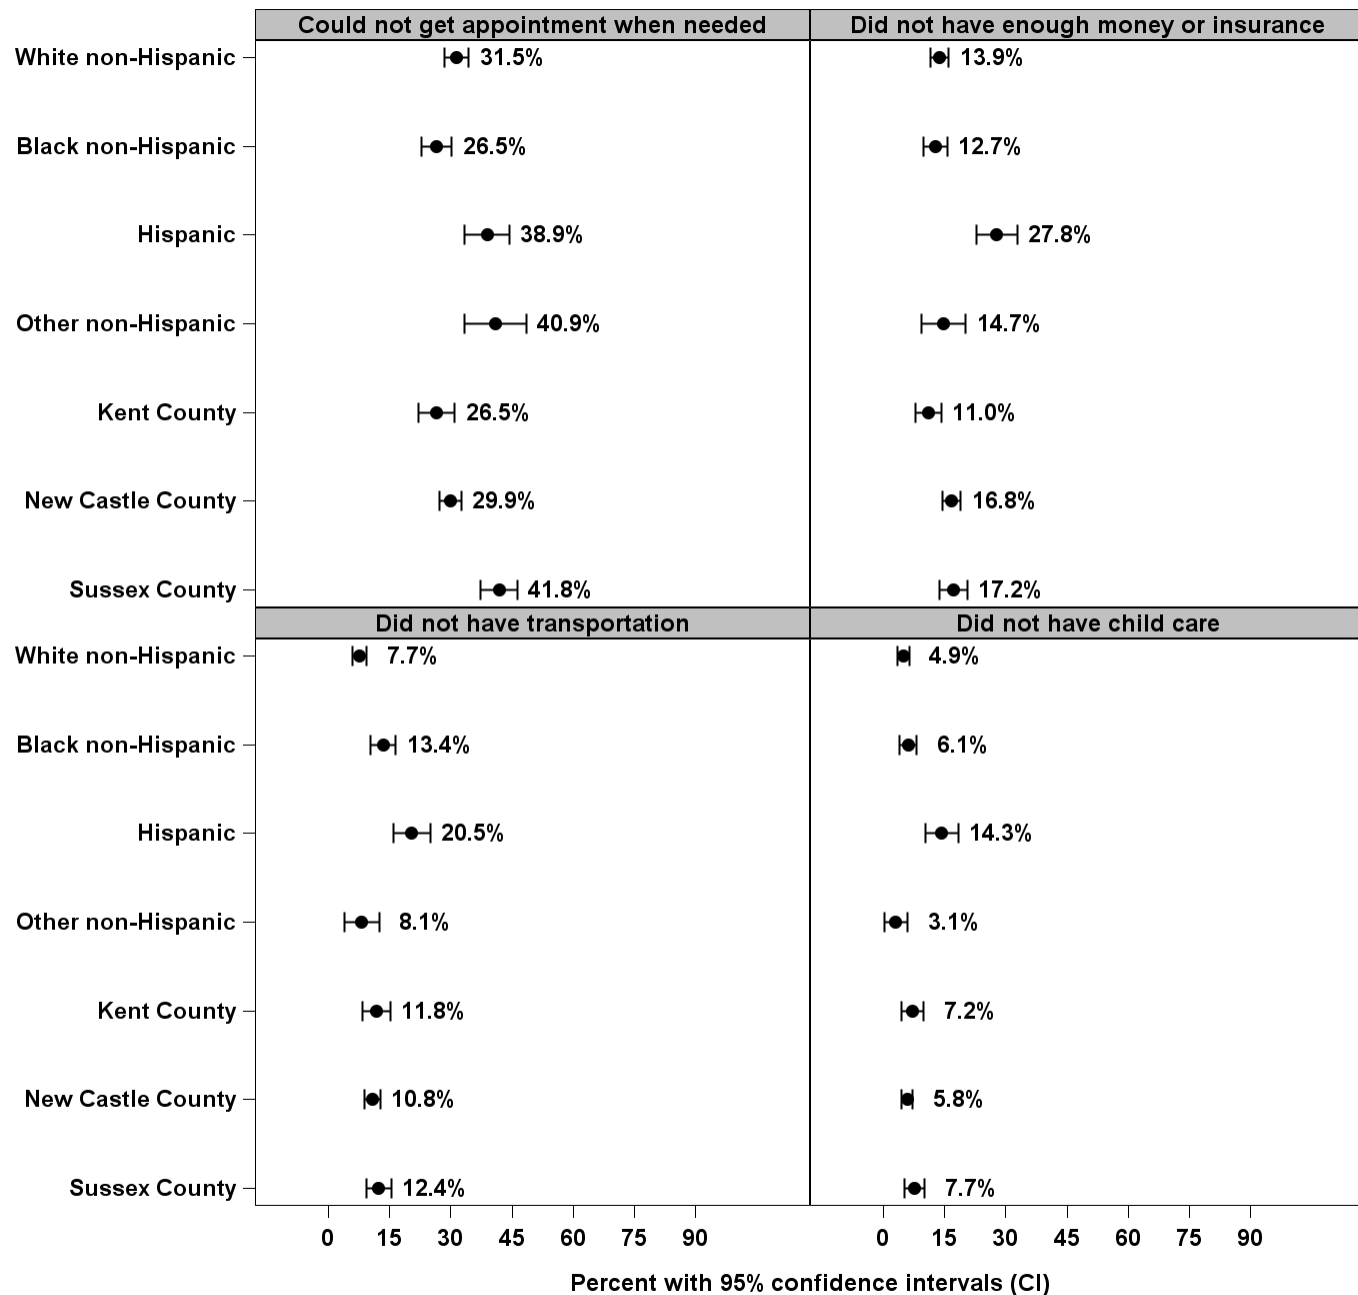 Could not get appointment when needed Did not have enough money or insurance
White non-Hispanic 31.5% 13.9%
Black non-Hispanic 26.5% 12.7%
Hispanic 38.9% 27.8%
Other non-Hispanic 40.9% 14.7%
Kent County 26.5% 11.0%
New Castle County 29.9% 16.8%
Sussex County 41.8% 17.2%
Did not have transportation Did not have child care
White non-Hispanic 7.7% 4.9%
Black non-Hispanic 13.4% 6.1%
Hispanic 20.5% 14.3%
Other non-Hispanic 8.1% 3.1%
Kent County 11.8% 7.2%
New Castle County 10.8% 5.8%
Sussex County 12.4% 7.7%
0 15 30 45 60 75 90 0 15 30 45 60 75 90
Percent with 95% confidence intervals (CI)